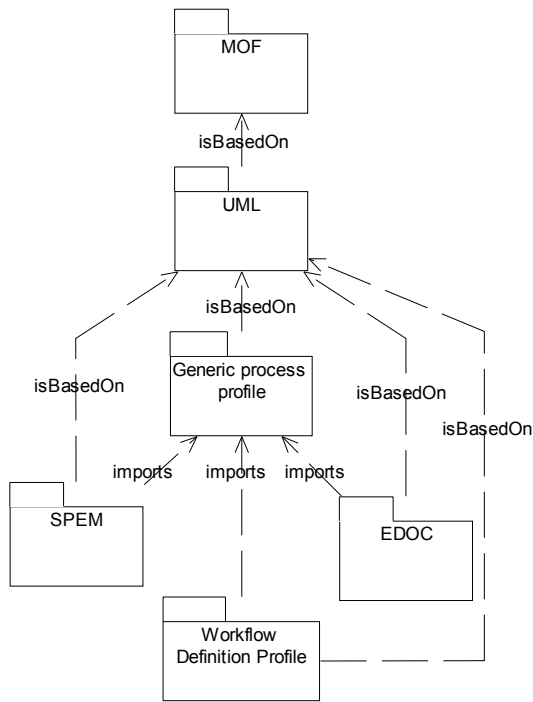 MOF
isBasedOn
UML
isBasedOn
Generic process
profile
isBasedOn
isBasedOn
isBasedOn
imports
imports
imports
SPEM
EDOC
Workflow
Definition Profile